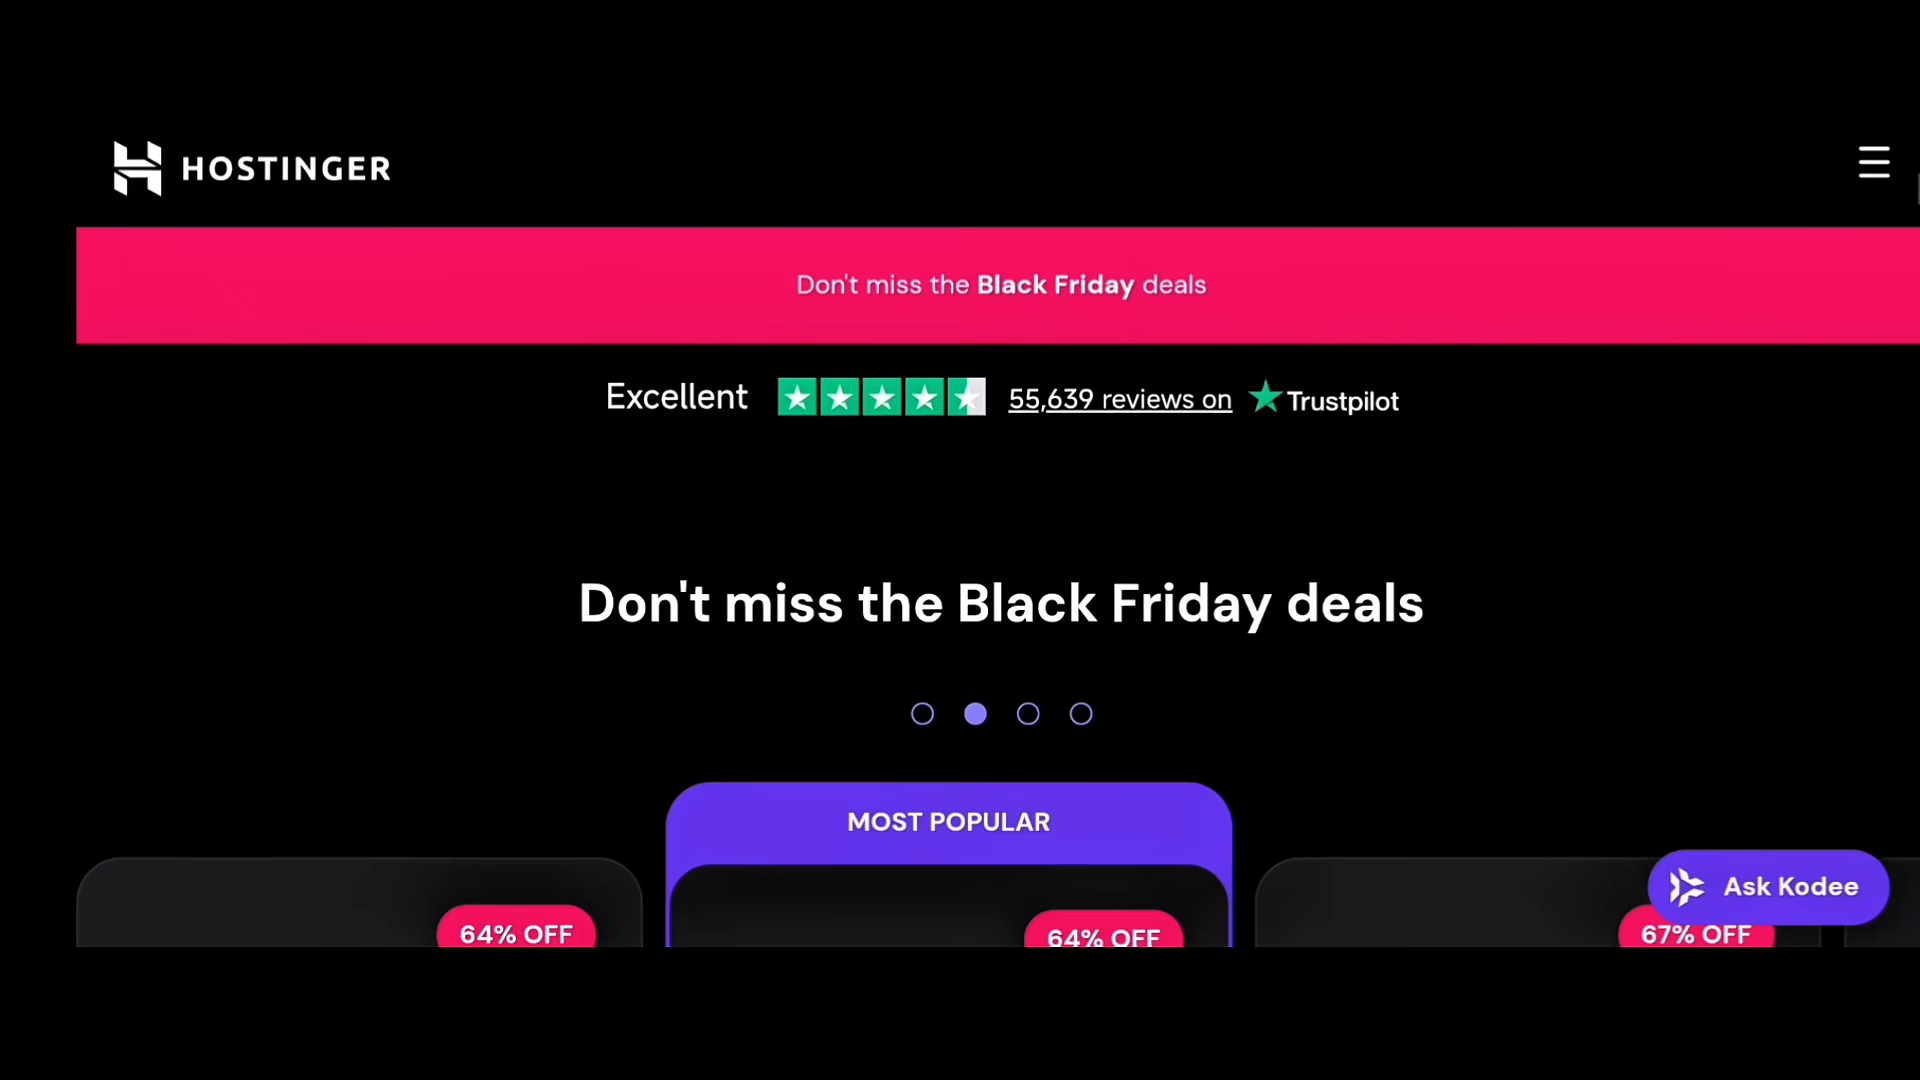 HOSTINGER
Don't miss the Black Friday deals
Excellent 55,639 reviews on Trustpilot
Don't miss the Black Friday deals
MOST POPULAR
64% OFF
64% OFF
67% OFF
Ask Kodee